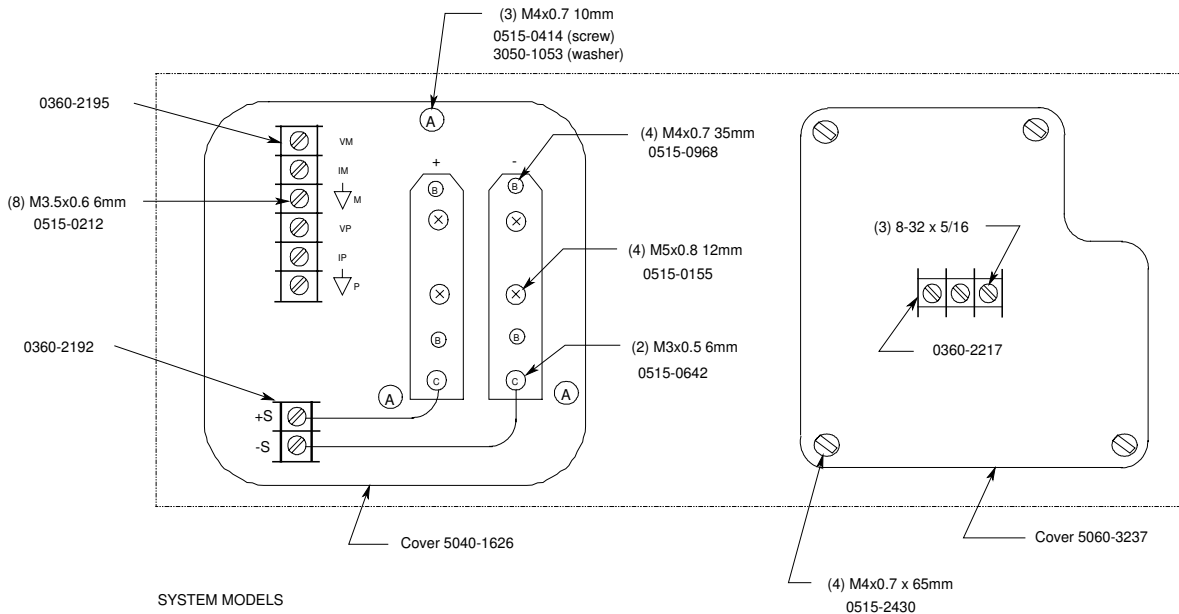 (3) M4x0.7 10mm
0515-0414 (screw)
3050-1053 (washer)
0360-2195
A
VM
IM
M
VP
IP
P
(8) M3.5x0.6 6mm
0515-0212
+
-
B
B
(4) M4x0.7 35mm
0515-0968
(4) M5x0.8 12mm
0515-0155
B
B
(2) M3x0.5 6mm
0515-0642
C
C
A
A
0360-2192
+S
-S
(3) 8-32 x 5/16
0360-2217
Cover 5040-1626
Cover 5060-3237
(4) M4x0.7 x 65mm
0515-2430
SYSTEM MODELS